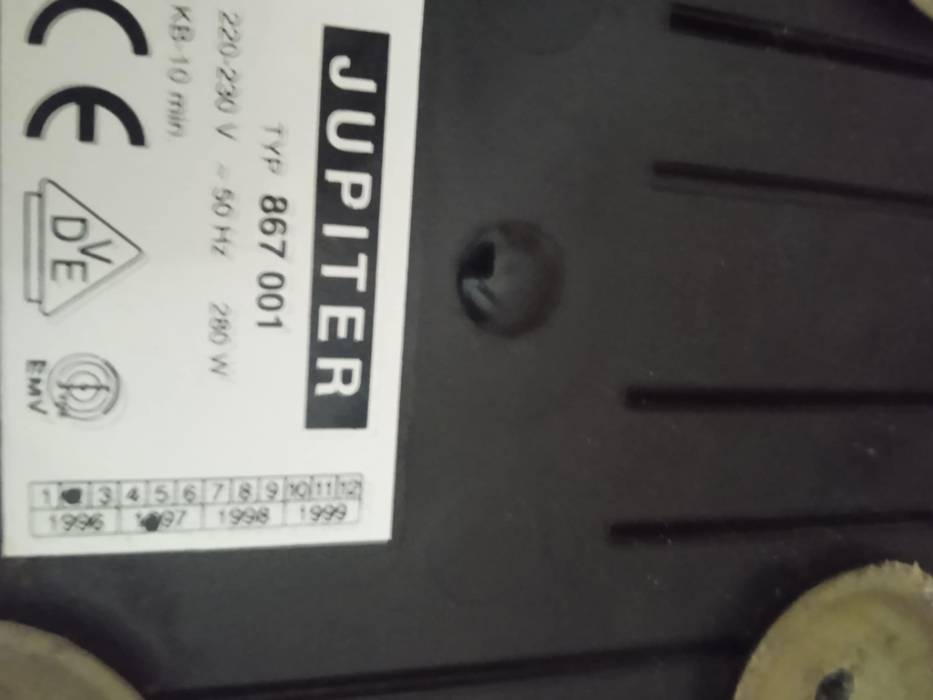 JUPITER
TYP 867 001
220-230 V ~ 50 Hz 280 W
KB-10 min.
CE
DVE
EMV
1 3 4 5 6 7 8 9 10 11 12
1996 1997 1998 1999